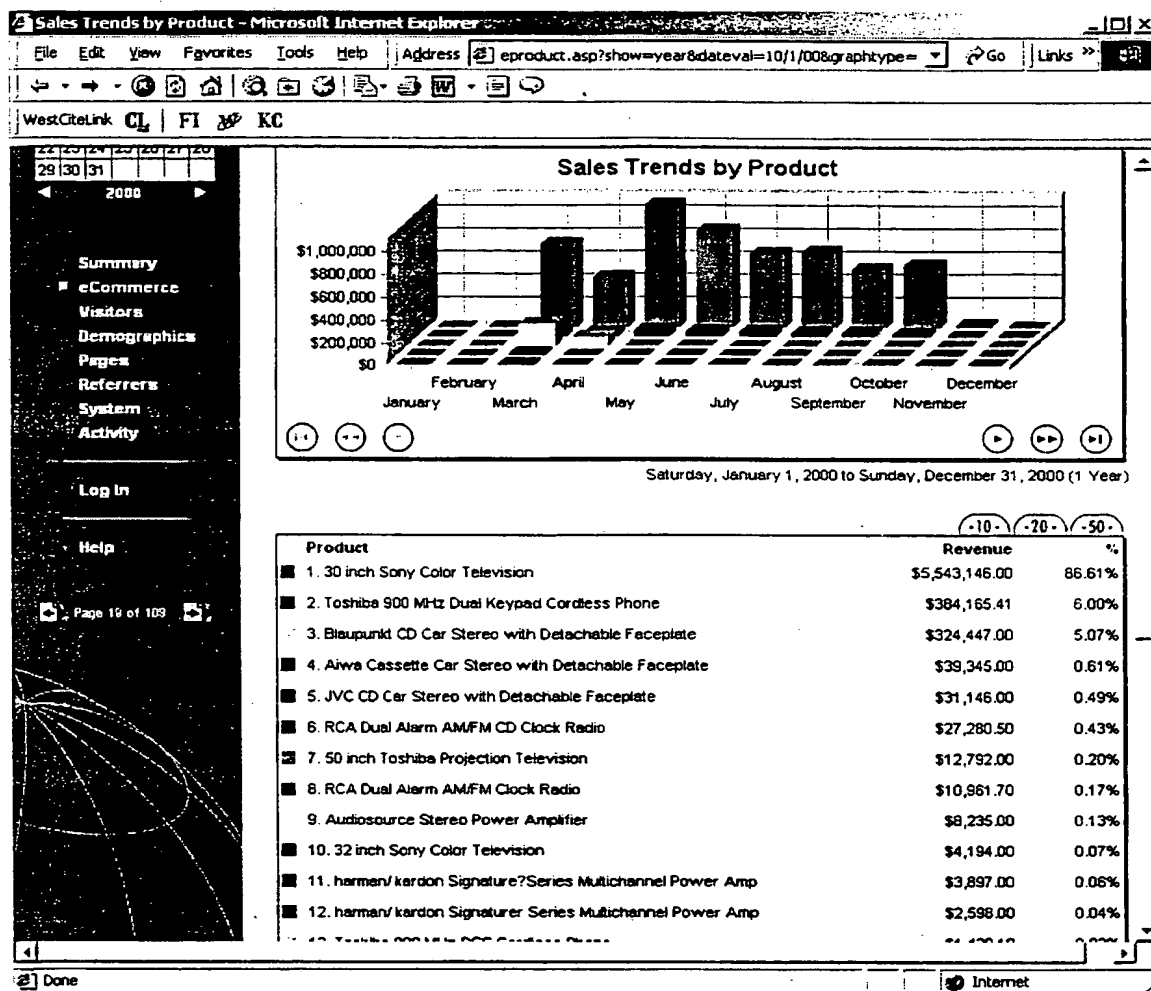 Sales Trends by Product - Microsoft Internet Explorer
File Edit View Favorites Tools Help Address eproduct.asp?show=year&dateval=10/1/00&graphtype= Go Links »
WestCiteLink CL FI KC
22 23 24 25 26 27 28
29 30 31
2000
Summary
eCommerce
Visitors
Demographics
Pages
Referrers
System
Activity
Log In
Help
Page 19 of 109
Sales Trends by Product
$1,000,000
$800,000
$600,000
$400,000
$200,000
$0
February April June August October December
January March May July September November
Saturday, January 1, 2000 to Sunday, December 31, 2000 (1 Year)
-10- -20- -50-
Product Revenue %
1. 30 inch Sony Color Television $5,543,146.00 86.61%
2. Toshiba 900 MHz Dual Keypad Cordless Phone $384,165.41 6.00%
3. Blaupunkt CD Car Stereo with Detachable Faceplate $324,447.00 5.07%
4. Aiwa Cassette Car Stereo with Detachable Faceplate $39,345.00 0.61%
5. JVC CD Car Stereo with Detachable Faceplate $31,146.00 0.49%
6. RCA Dual Alarm AM/FM CD Clock Radio $27,280.50 0.43%
7. 50 inch Toshiba Projection Television $12,792.00 0.20%
8. RCA Dual Alarm AM/FM Clock Radio $10,961.70 0.17%
9. Audiosource Stereo Power Amplifier $8,235.00 0.13%
10. 32 inch Sony Color Television $4,194.00 0.07%
11. harman/ kardon Signature?Series Multichannel Power Amp $3,897.00 0.06%
12. harman/ kardon Signaturer Series Multichannel Power Amp $2,598.00 0.04%
Done Internet